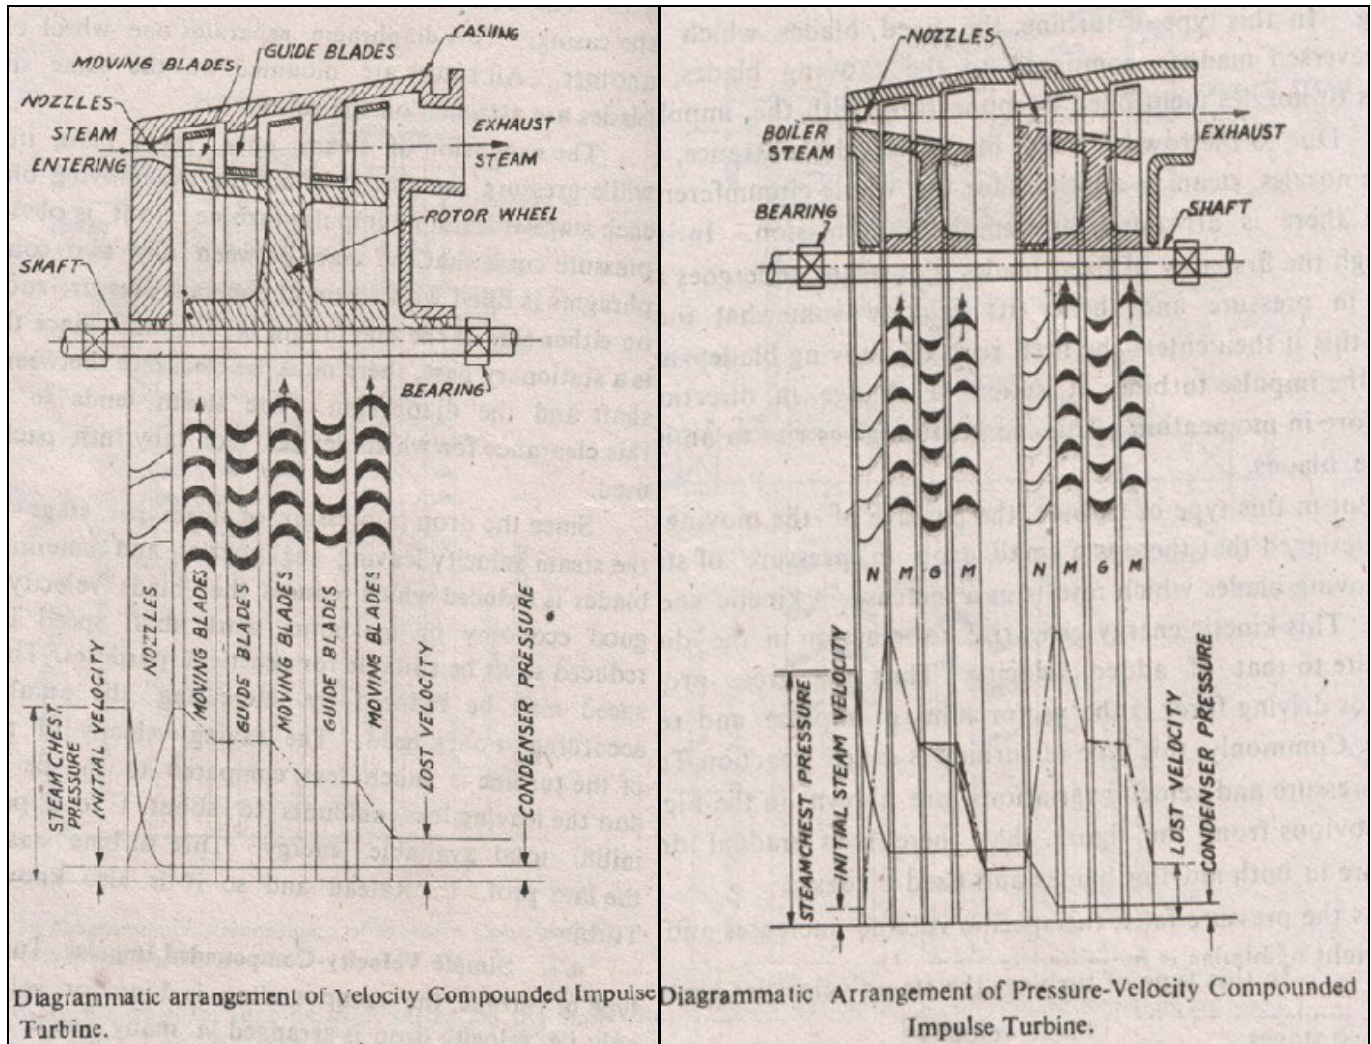 CASING
GUIDE BLADES
MOVING BLADES
NOZZLES
STEAM
ENTERING
EXHAUST
STEAM
ROTOR WHEEL
SHAFT
BEARING
NOZZLES
MOVING BLADES
GUIDE BLADES
MOVING BLADES
GUIDE BLADES
MOVING BLADES
STEAM CHEST
PRESSURE
INITIAL VELOCITY
LOST VELOCITY
CONDENSER PRESSURE
Diagrammatic arrangement of Velocity Compounded Impulse
Turbine.
NOZZLES
BOILER
STEAM
EXHAUST
BEARING
SHAFT
N M G M N M G M
STEAMCHEST PRESSURE
INITIAL STEAM VELOCITY
LOST VELOCITY
CONDENSER PRESSURE
Diagrammatic Arrangement of Pressure-Velocity Compounded
Impulse Turbine.